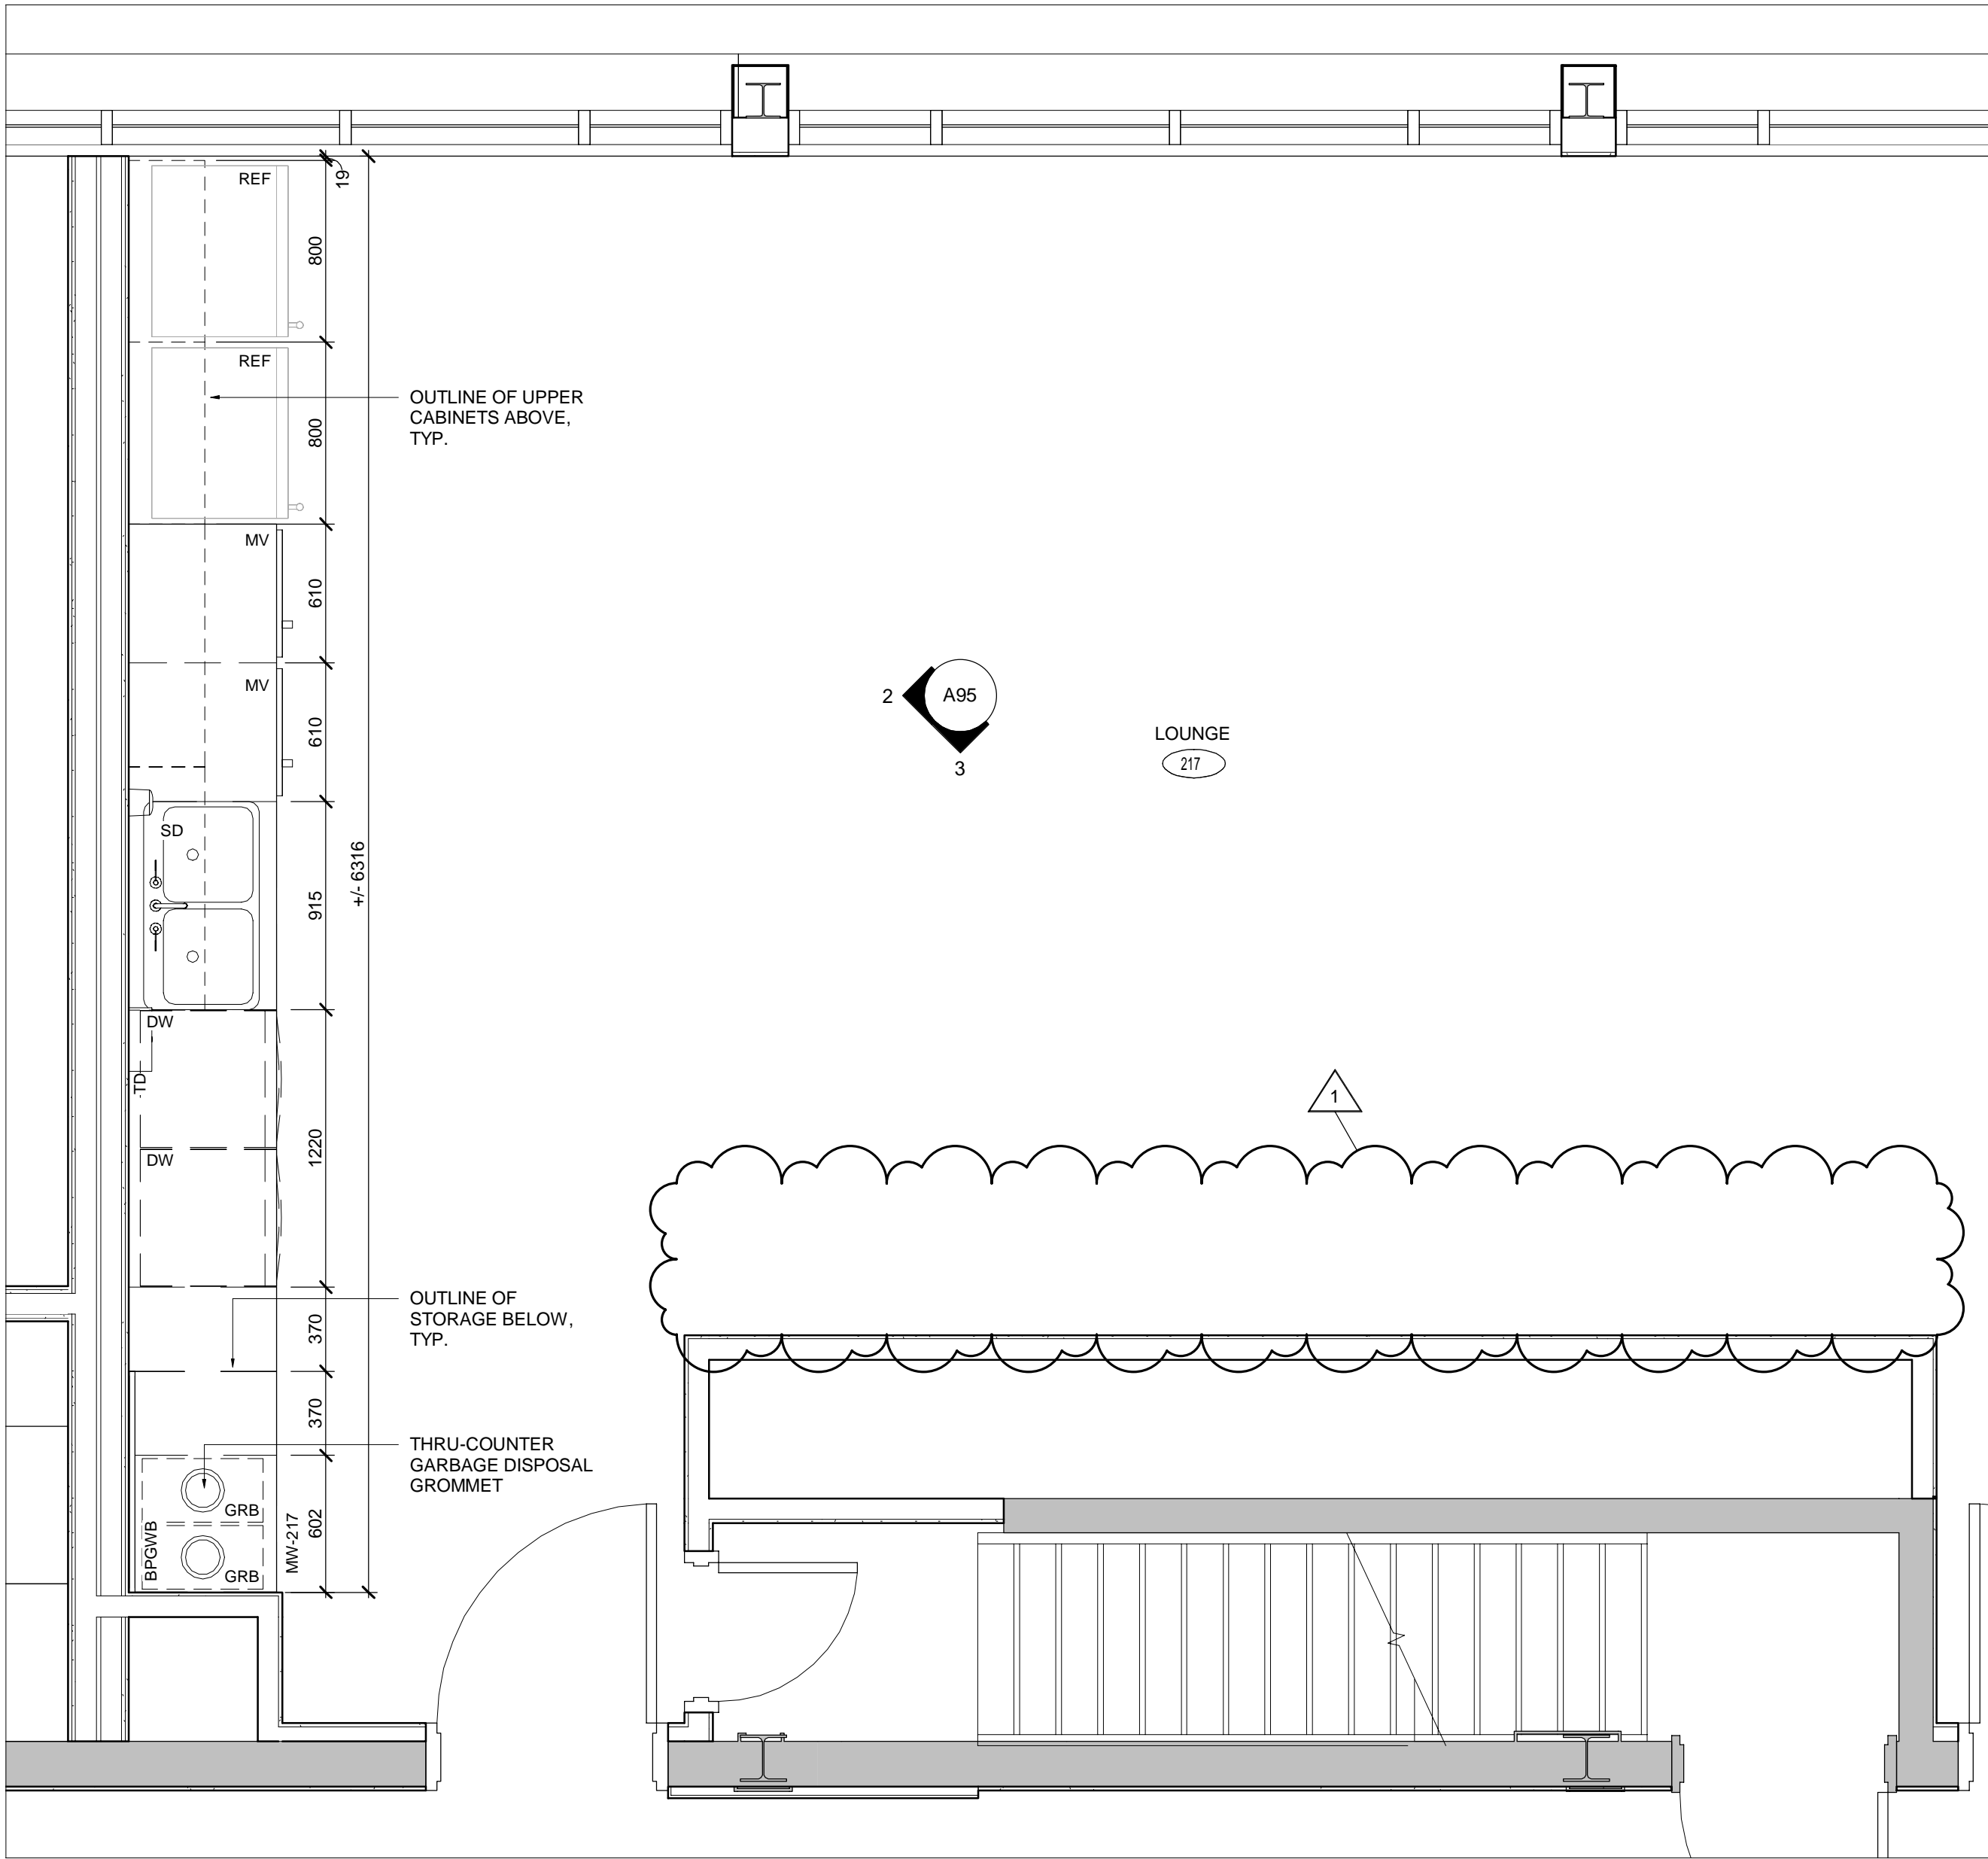 REF
19
800
REF
800
OUTLINE OF UPPER
CABINETS ABOVE,
TYP.
MV
610
MV
610
2
A95
3
LOUNGE
217
SD
915
+/- 6316
DW
TD
1220
DW
1
OUTLINE OF
STORAGE BELOW,
TYP.
370
370
THRU-COUNTER
GARBAGE DISPOSAL
GROMMET
GRB
BPGWB
GRB
MW-217
602